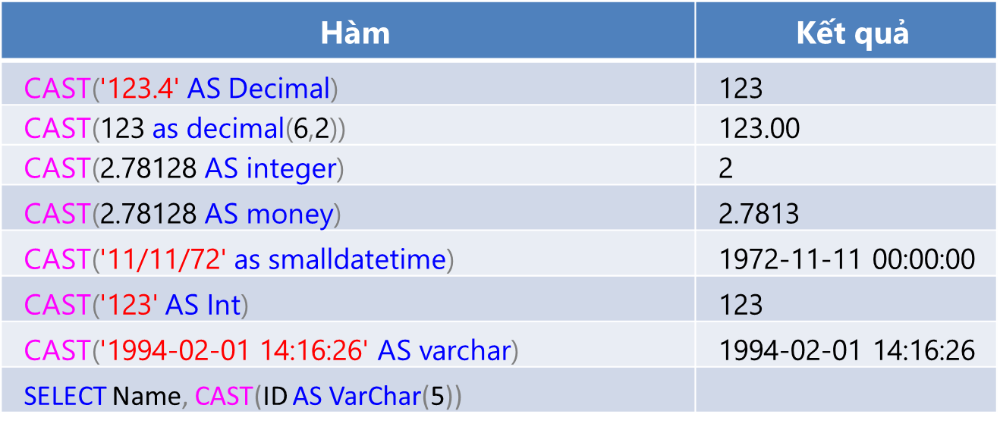 Hàm Kết quả
CAST('123.4' AS Decimal) 123
CAST(123 as decimal(6,2)) 123.00
CAST(2.78128 AS integer) 2
CAST(2.78128 AS money) 2.7813
CAST('11/11/72' as smalldatetime) 1972-11-11 00:00:00
CAST('123' AS Int) 123
CAST('1994-02-01 14:16:26' AS varchar) 1994-02-01 14:16:26
SELECT Name, CAST(ID AS VarChar(5))